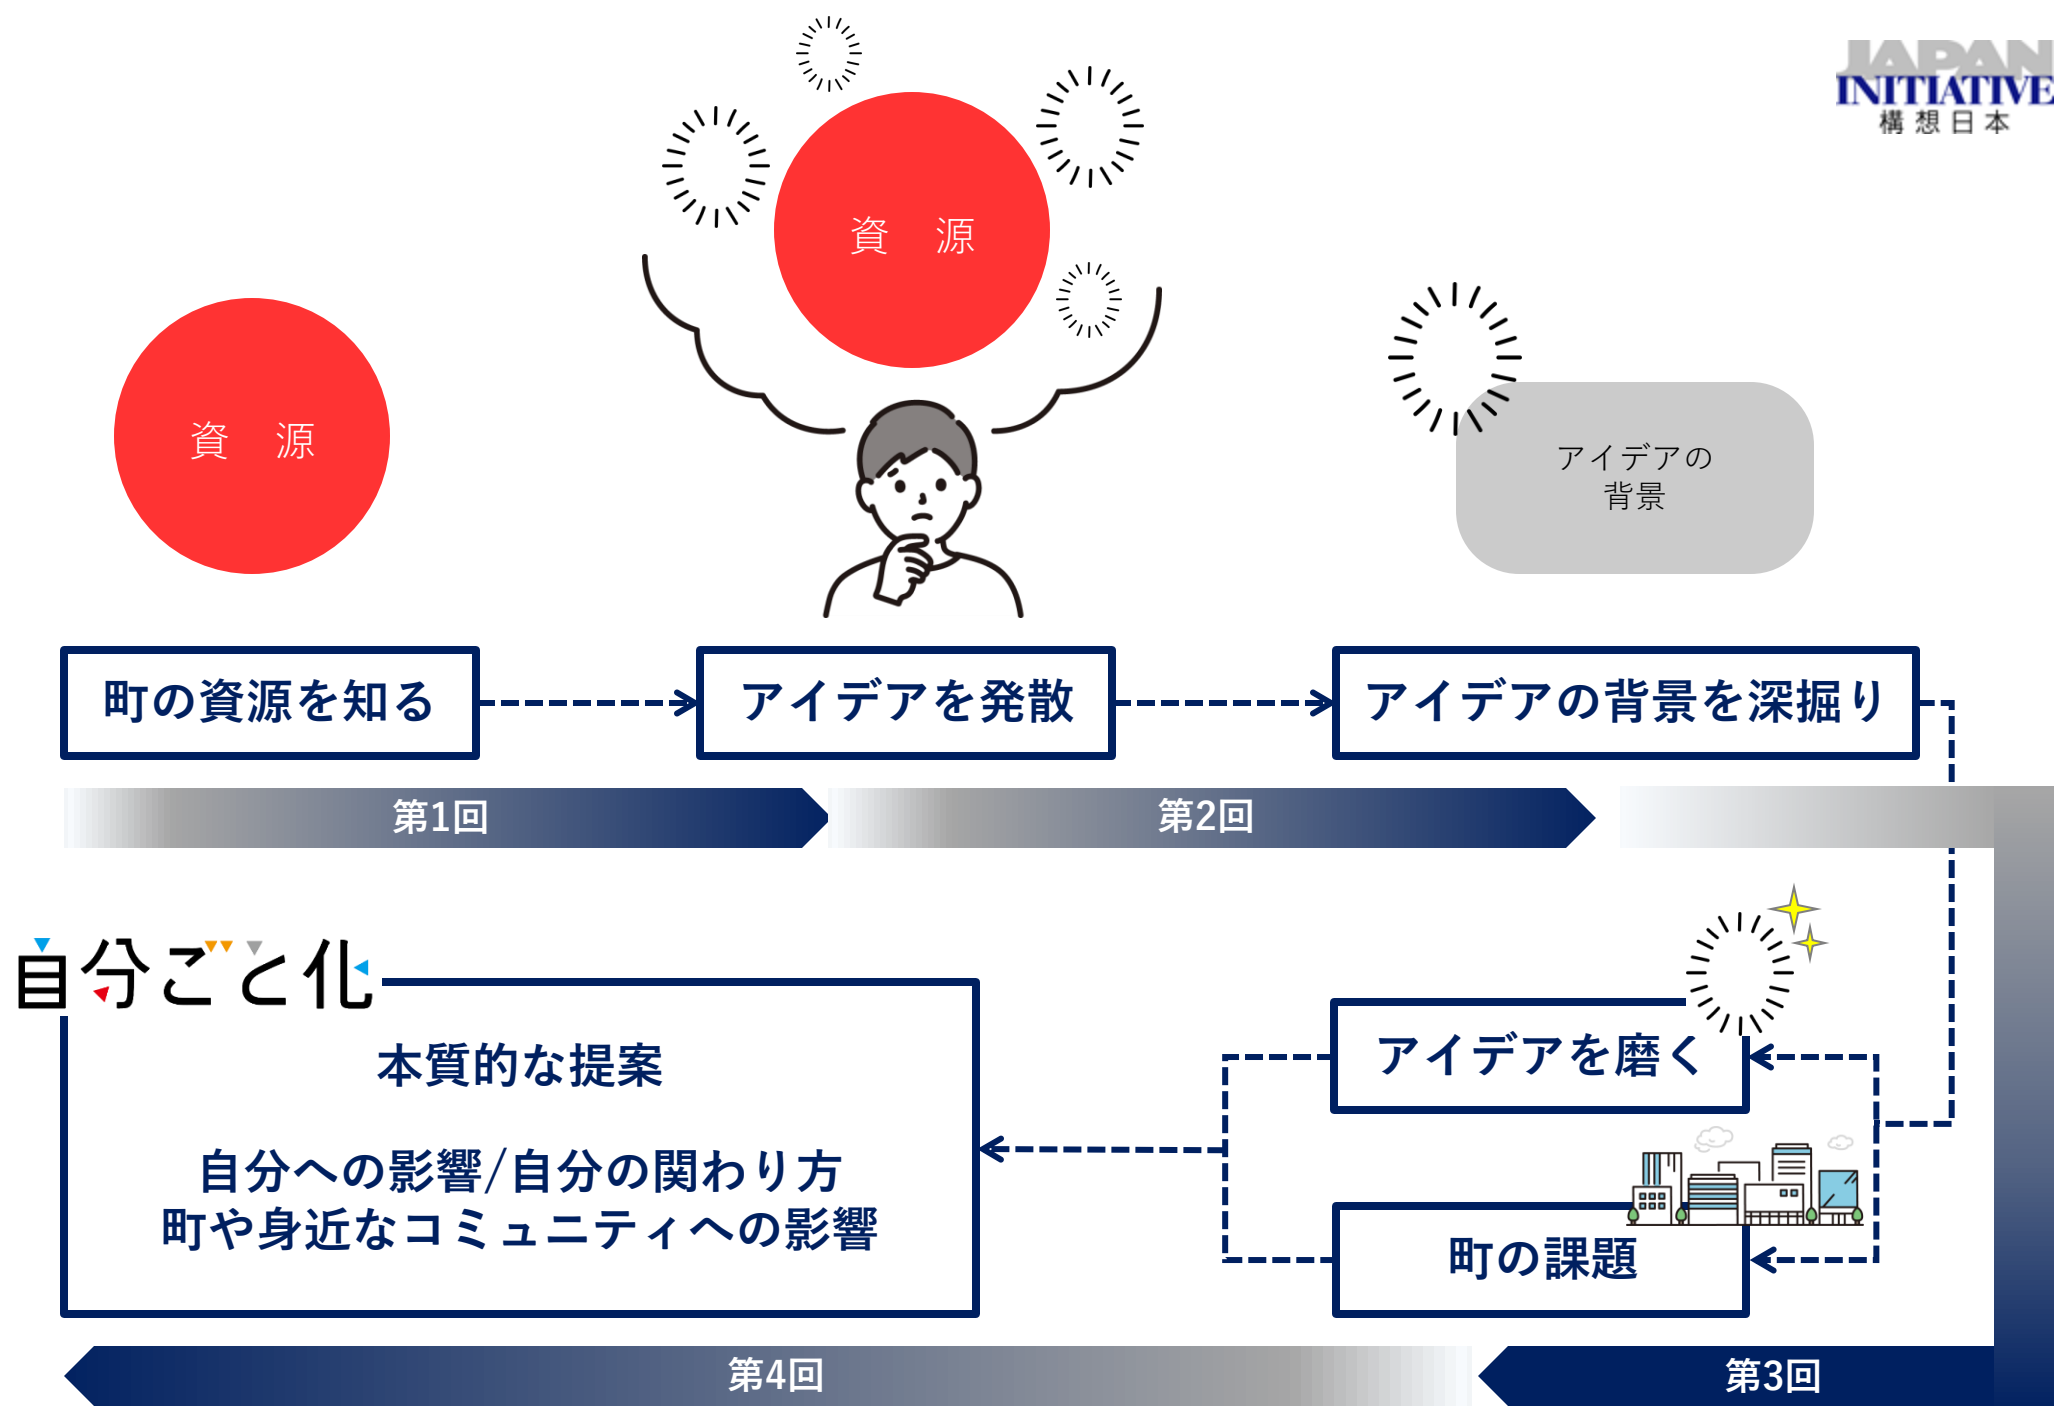 JAPAN
INITIATIVE
構想日本
資 源
資 源
アイデアの
背景
町の資源を知る
アイデアを発散
アイデアの背景を深掘り
第1回
第2回
自分ごと化
本質的な提案
自分への影響/自分の関わり方
町や身近なコミュニティへの影響
アイデアを磨く
町の課題
第4回
第3回